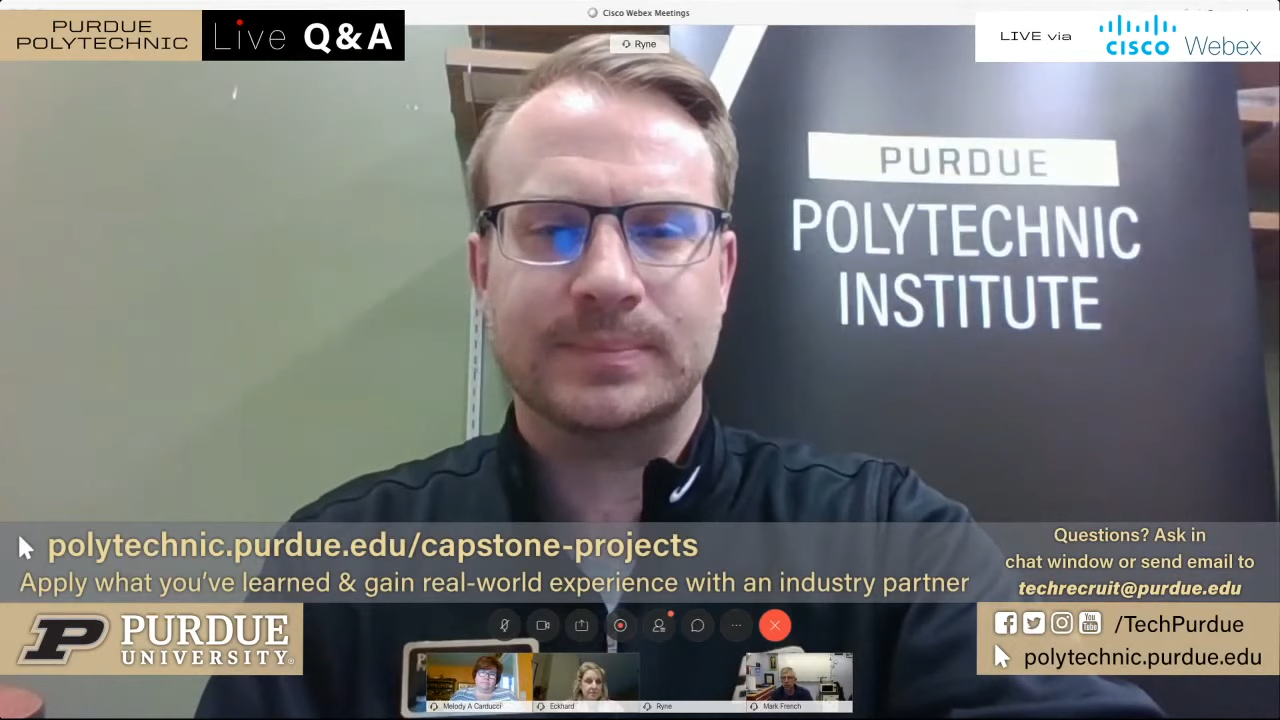 Cisco Webex Meetings
PURDUE
POLYTECHNIC
Live Q&A
Ryne
LIVE via
CISCO Webex
PURDUE
POLYTECHNIC
INSTITUTE
polytechnic.purdue.edu/capstone-projects
Apply what you've learned & gain real-world experience with an industry partner
Questions? Ask in
chat window or send email to
techrecruit@purdue.edu
P PURDUE
UNIVERSITY®
You
Tube
/TechPurdue
polytechnic.purdue.edu
Melody A Carducci
Eckhard
Ryne
Mark French